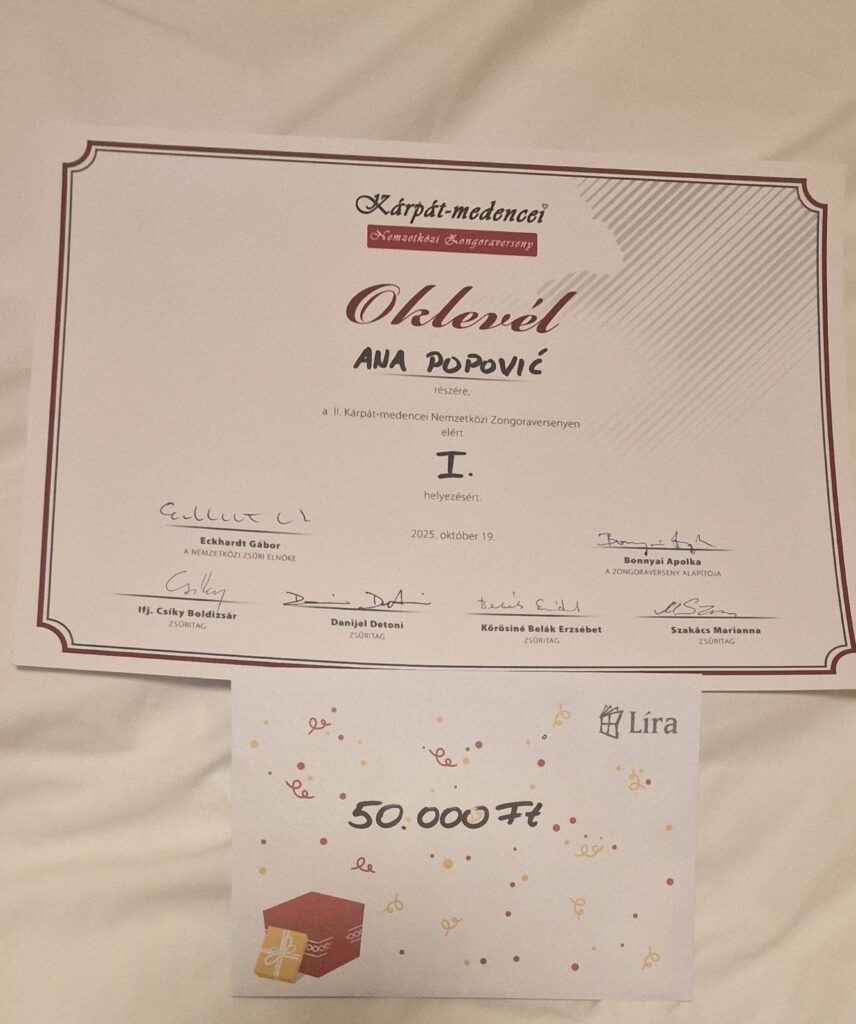 Kárpát-medencei
Nemzetközi Zongoraverseny
Oklevél
ANA POPOVIĆ
részére,
a II. Kárpát-medencei Nemzetközi Zongoraversenyen
elért
I.
helyezésért.
2025. október 19.
Eckhardt Gábor
A NEMZETKÖZI ZSŰRI ELNÖKE
Bonnyai Apolka
A ZONGORAVERSENY ALAPÍTÓJA
Ifj. Csíky Boldizsár
ZSŰRITAG
Danijel Detoni
ZSŰRITAG
Kőrösiné Belák Erzsébet
ZSŰRITAG
Szakács Marianna
ZSŰRITAG
Líra
50.000 Ft